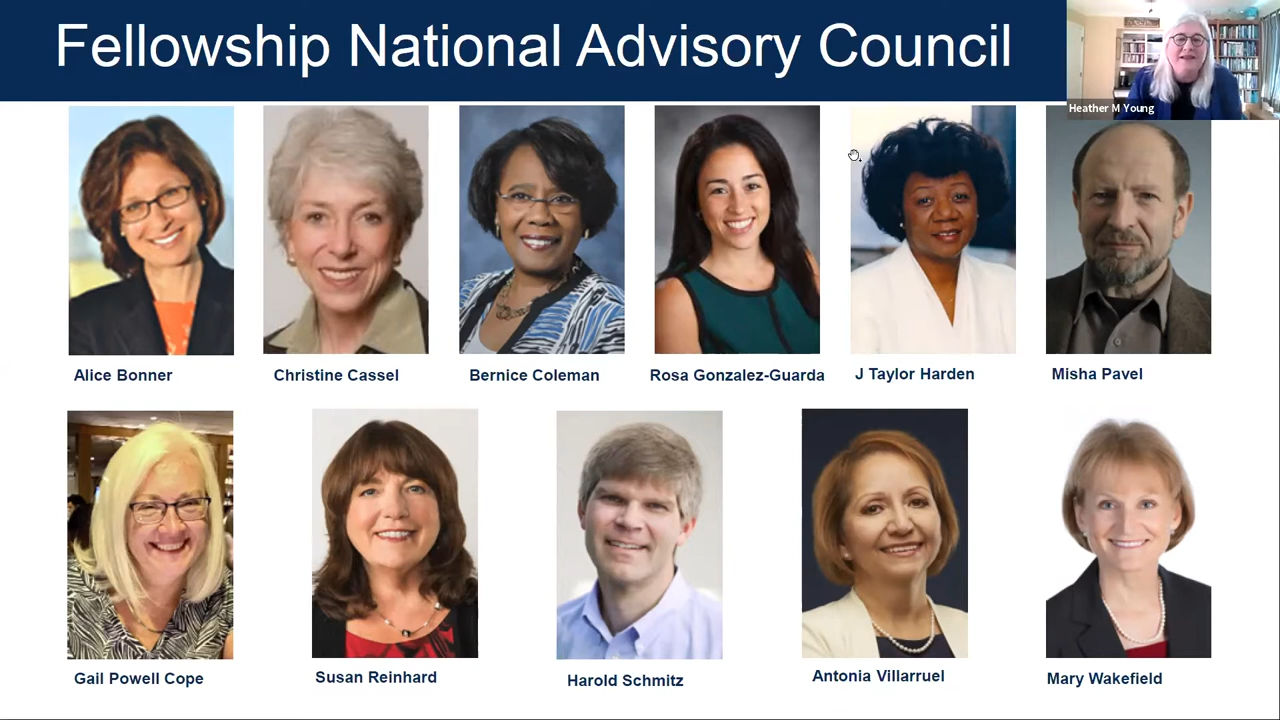 Fellowship National Advisory Council
Heather M Young
Alice Bonner
Christine Cassel
Bernice Coleman
Rosa Gonzalez-Guarda
J Taylor Harden
Misha Pavel
Gail Powell Cope
Susan Reinhard
Harold Schmitz
Antonia Villarruel
Mary Wakefield